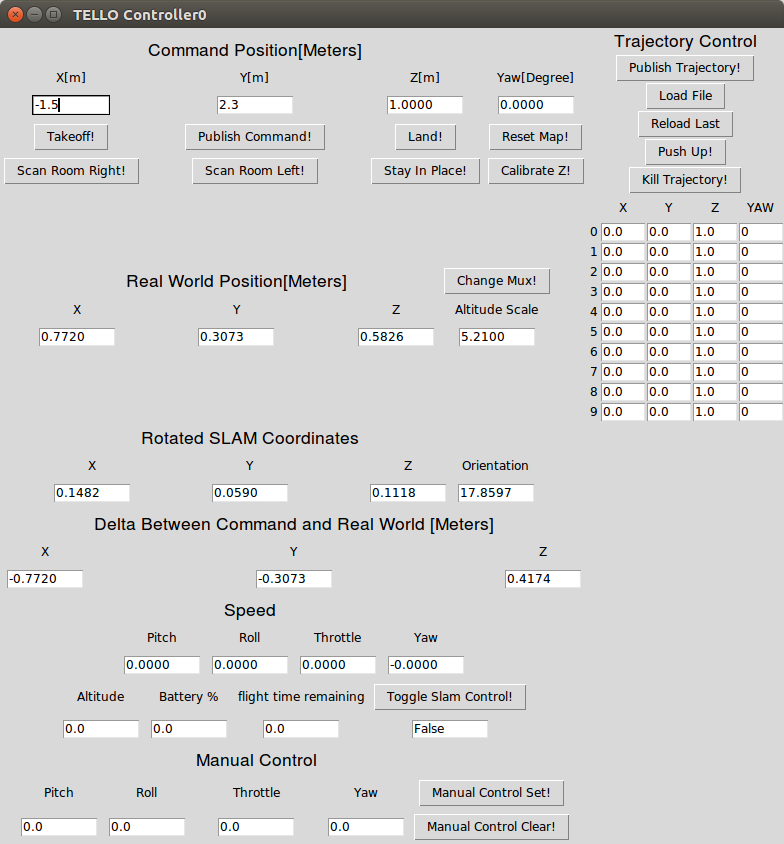 TELLO Controller0
Command Position[Meters]
X[m] Y[m] Z[m] Yaw[Degree]
-1.5 2.3 1.0000 0.0000
Takeoff! Publish Command! Land! Reset Map!
Scan Room Right! Scan Room Left! Stay In Place! Calibrate Z!
Real World Position[Meters] Change Mux!
X Y Z Altitude Scale
0.7720 0.3073 0.5826 5.2100
Rotated SLAM Coordinates
X Y Z Orientation
0.1482 0.0590 0.1118 17.8597
Delta Between Command and Real World [Meters]
X Y Z
-0.7720 -0.3073 0.4174
Speed
Pitch Roll Throttle Yaw
0.0000 0.0000 0.0000 -0.0000
Altitude Battery % flight time remaining Toggle Slam Control!
0.0 0.0 0.0 False
Manual Control
Pitch Roll Throttle Yaw Manual Control Set!
0.0 0.0 0.0 0.0 Manual Control Clear!
Trajectory Control
Publish Trajectory!
Load File
Reload Last
Push Up!
Kill Trajectory!
X Y Z YAW
0 0.0 0.0 1.0 0
1 0.0 0.0 1.0 0
2 0.0 0.0 1.0 0
3 0.0 0.0 1.0 0
4 0.0 0.0 1.0 0
5 0.0 0.0 1.0 0
6 0.0 0.0 1.0 0
7 0.0 0.0 1.0 0
8 0.0 0.0 1.0 0
9 0.0 0.0 1.0 0